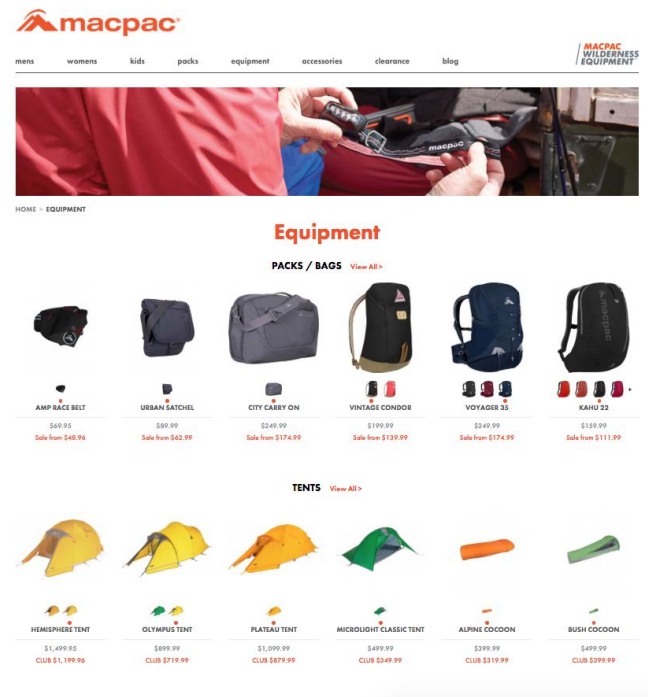 macpac
mens womens kids packs equipment accessories clearance blog
MACPAC
WILDERNESS
EQUIPMENT
macpac
HOME > EQUIPMENT
Equipment
PACKS / BAGS View All >
macpac
AMP RACE BELT URBAN SATCHEL CITY CARRY ON VINTAGE CONDOR VOYAGER 35 KAHU 22
$69.95 $89.99 $249.99 $199.99 $249.99 $159.99
Sale from $48.96 Sale from $62.99 Sale from $174.99 Sale from $139.99 Sale from $174.99 Sale from $111.99
TENTS View All >
HEMISPHERE TENT OLYMPUS TENT PLATEAU TENT MICROLIGHT CLASSIC TENT ALPINE COCOON BUSH COCOON
$1,499.95 $899.99 $1,099.99 $499.99 $399.99 $499.99
CLUB $1,199.96 CLUB $719.99 CLUB $879.99 CLUB $349.99 CLUB $319.99 CLUB $399.99